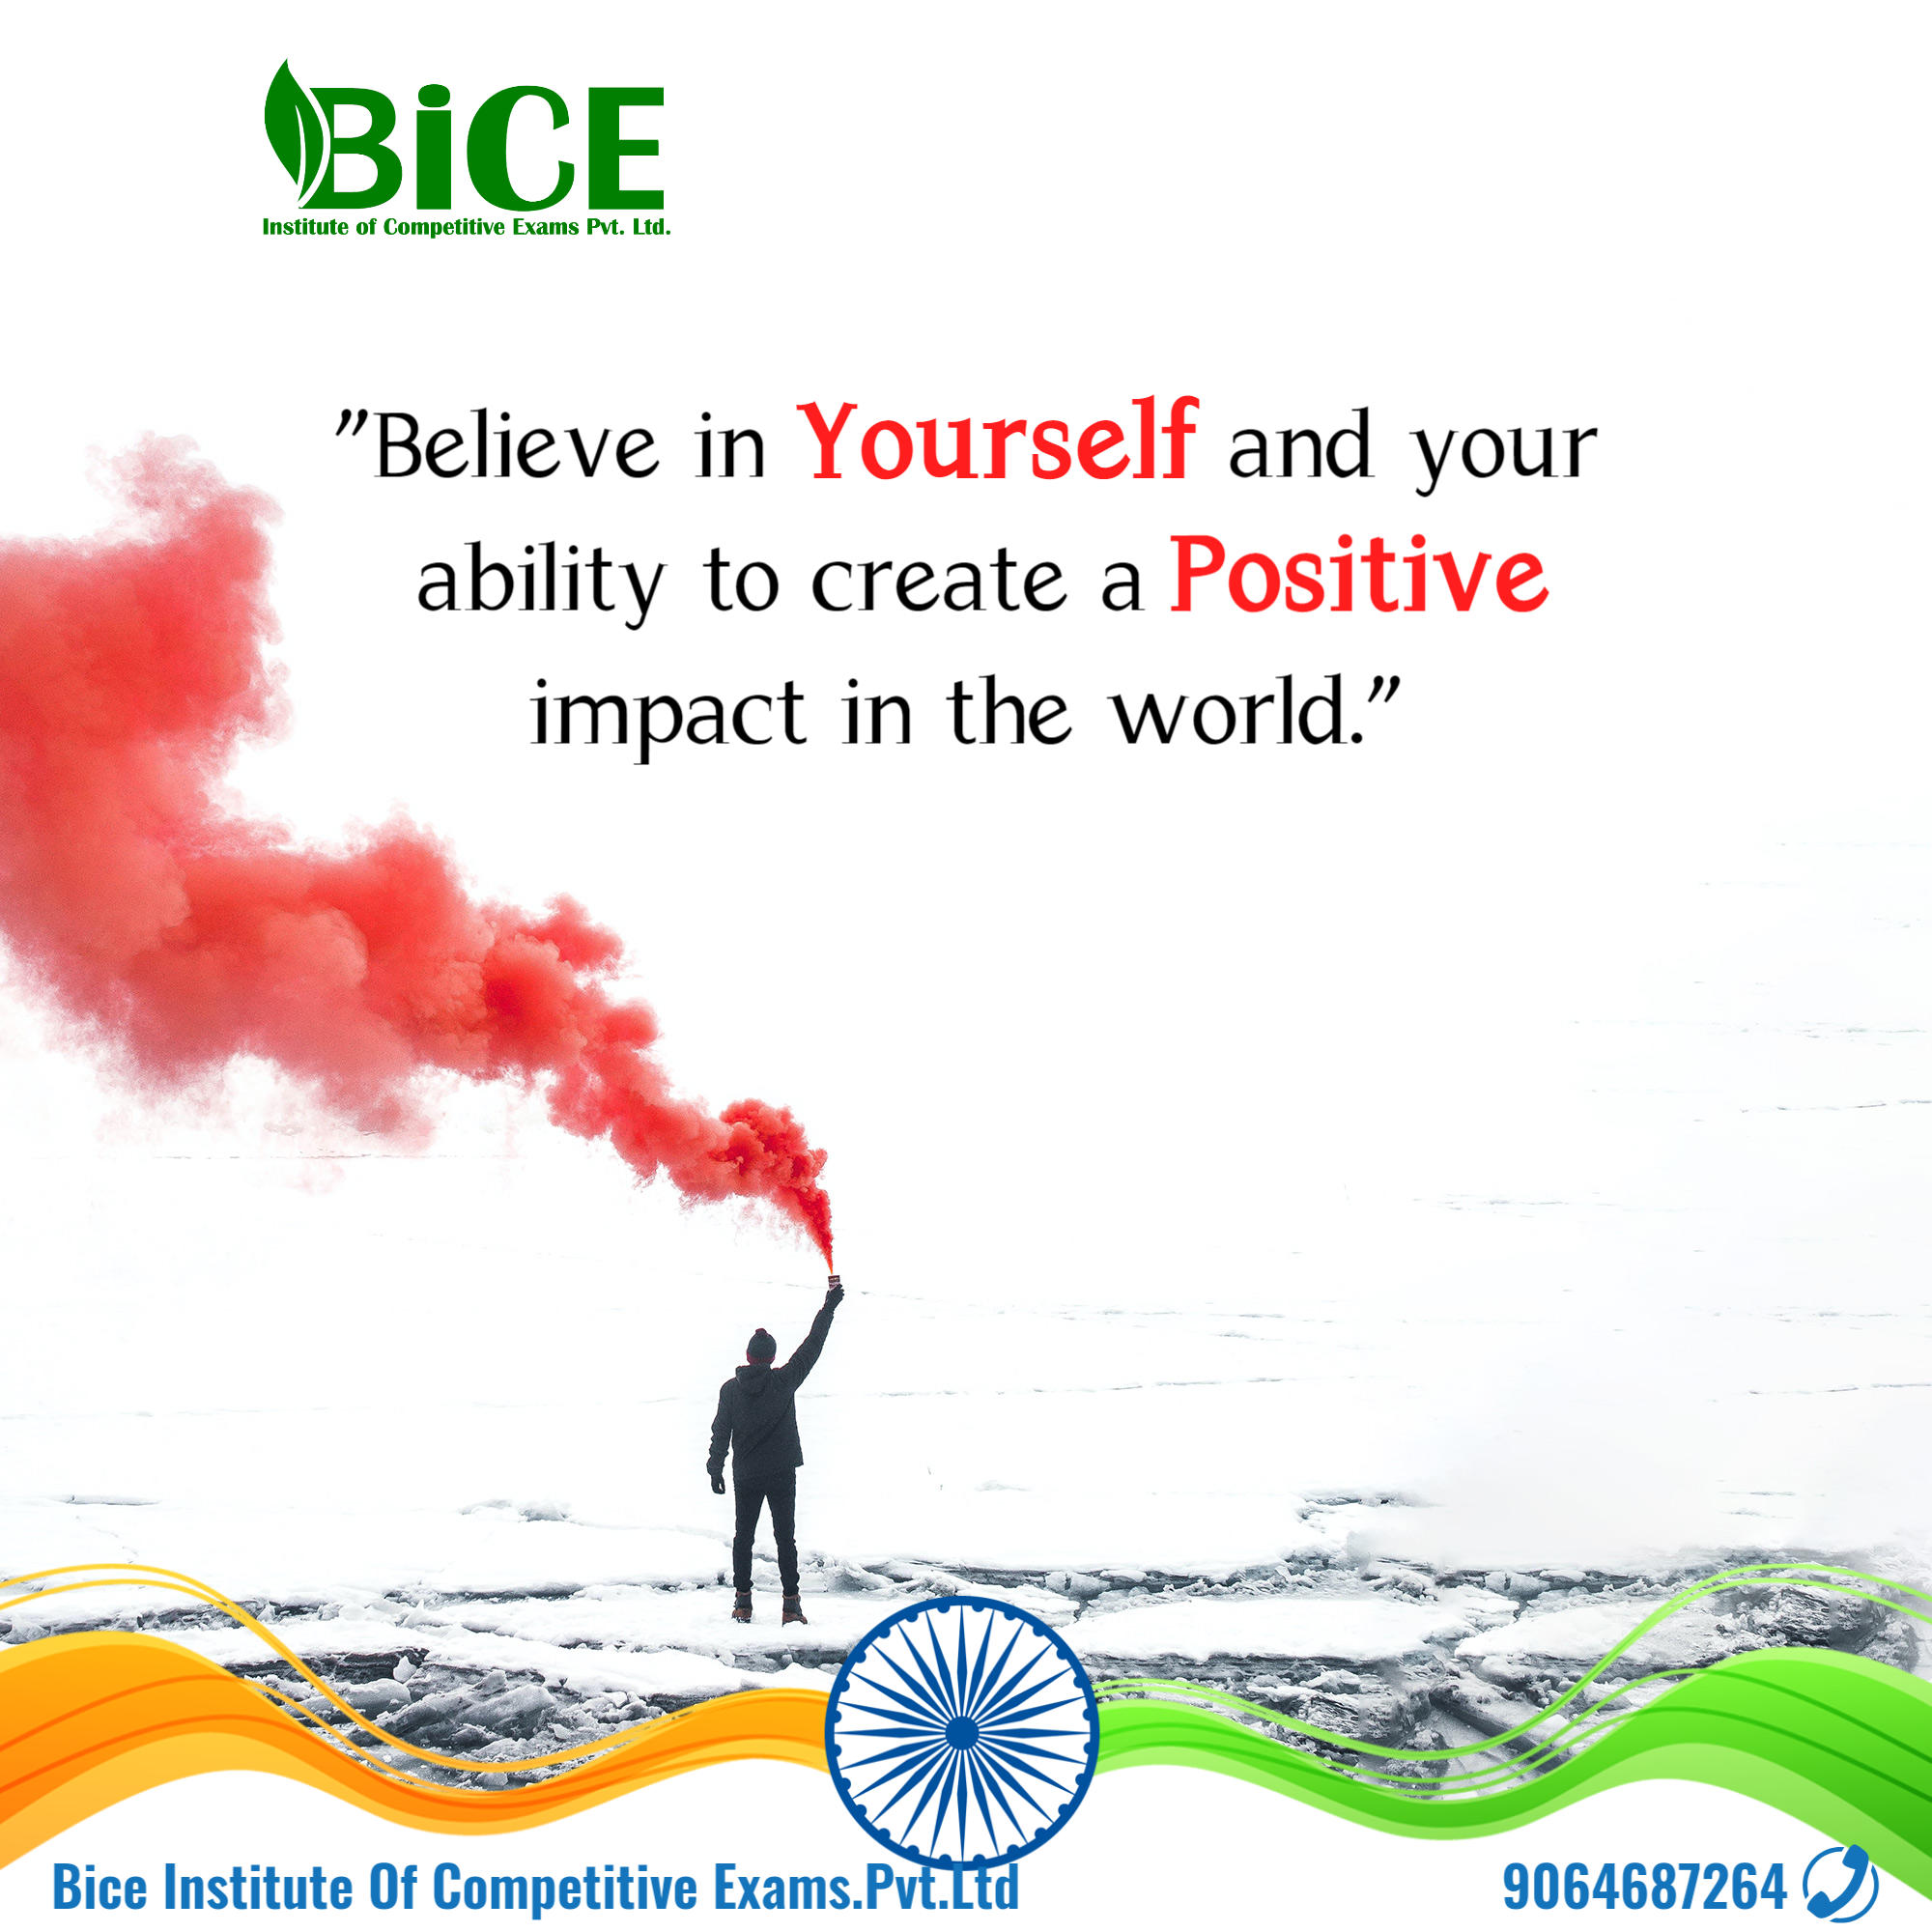 BiCE
Institute of Competitive Exams Pvt. Ltd.
"Believe in Yourself and your
ability to create a Positive
impact in the world."
Bice Institute Of Competitive Exams.Pvt.Ltd
9064687264